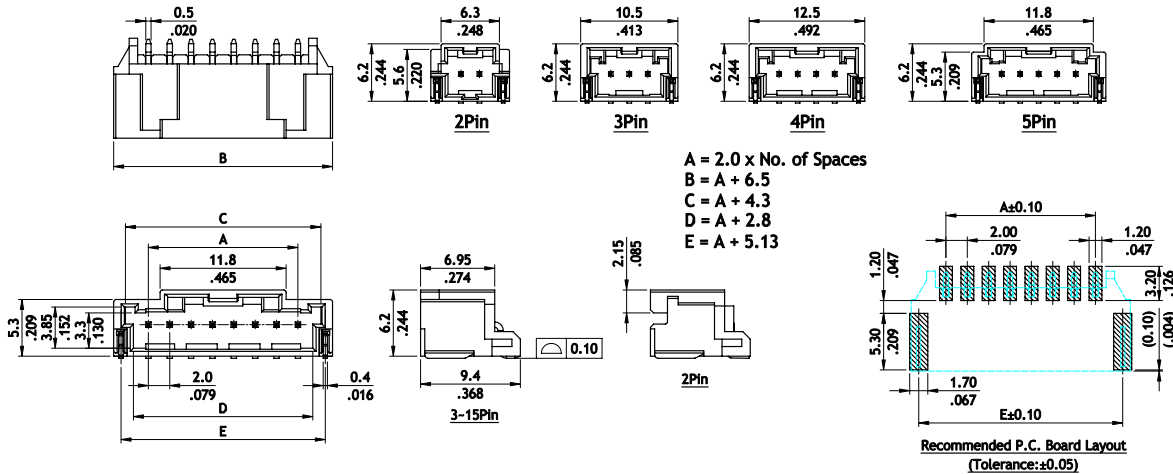 0.5
.020
B
6.3
.248
6.2
.244
5.6
.220
2Pin
10.5
.413
6.2
.244
3Pin
12.5
.492
6.2
.244
4Pin
11.8
.465
6.2
.244
5.3
.209
5Pin
A = 2.0 x No. of Spaces
B = A + 6.5
C = A + 4.3
D = A + 2.8
E = A + 5.13
C
A
11.8
.465
5.3
.209
3.85
.152
3.3
.130
2.0
.079
0.4
.016
D
E
6.95
.274
6.2
.244
0.10
9.4
.368
3~15Pin
2.15
.085
2Pin
A±0.10
2.00
.079
1.20
.047
1.20
.047
3.20
.126
5.30
.209
(0.10)
(.004)
1.70
.067
E±0.10
Recommended P.C. Board Layout
(Tolerance:±0.05)